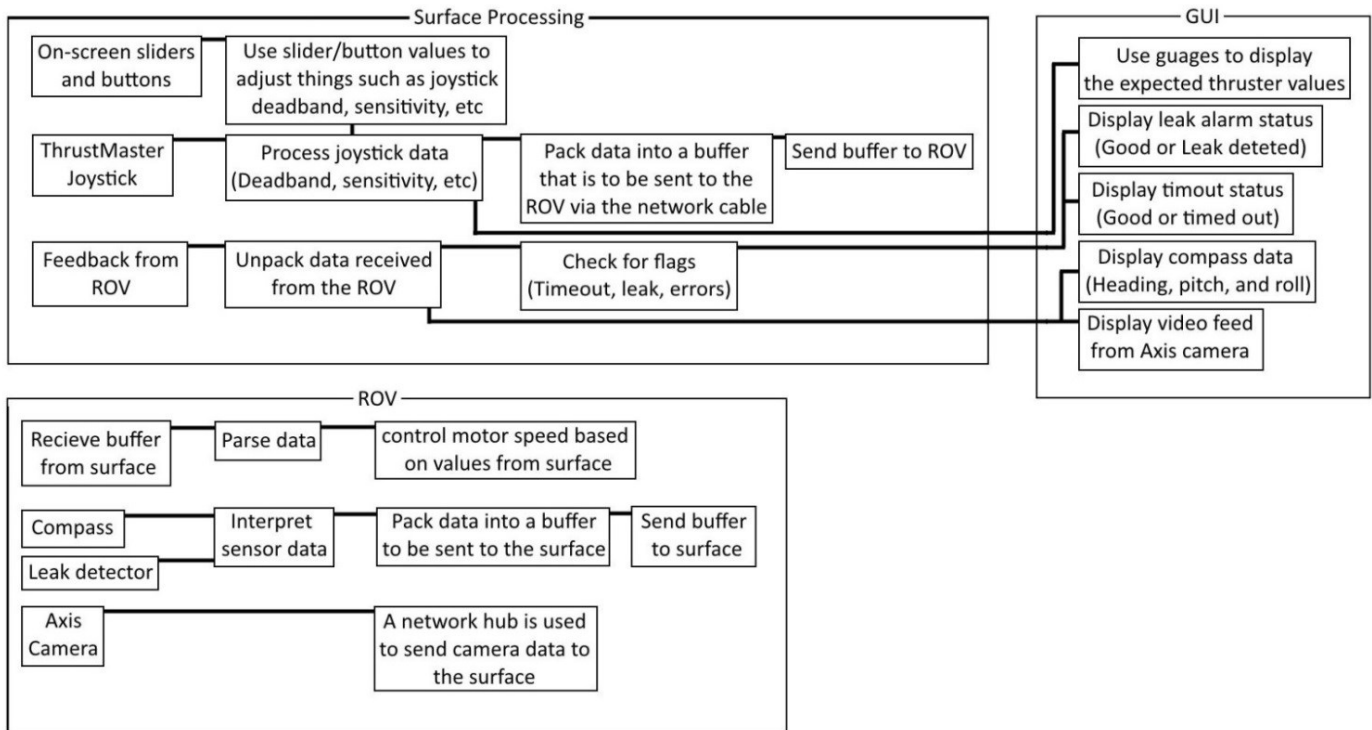 Surface Processing
On-screen sliders
and buttons
Use slider/button values to
adjust things such as joystick
deadband, sensitivity, etc
ThrustMaster
Joystick
Process joystick data
(Deadband, sensitivity, etc)
Pack data into a buffer
that is to be sent to the
ROV via the network cable
Send buffer to ROV
Feedback from
ROV
Unpack data received
from the ROV
Check for flags
(Timeout, leak, errors)
GUI
Use guages to display
the expected thruster values
Display leak alarm status
(Good or Leak deteted)
Display timout status
(Good or timed out)
Display compass data
(Heading, pitch, and roll)
Display video feed
from Axis camera
ROV
Recieve buffer
from surface
Parse data
control motor speed based
on values from surface
Compass
Leak detector
Interpret
sensor data
Pack data into a buffer
to be sent to the surface
Send buffer
to surface
Axis
Camera
A network hub is used
to send camera data to
the surface